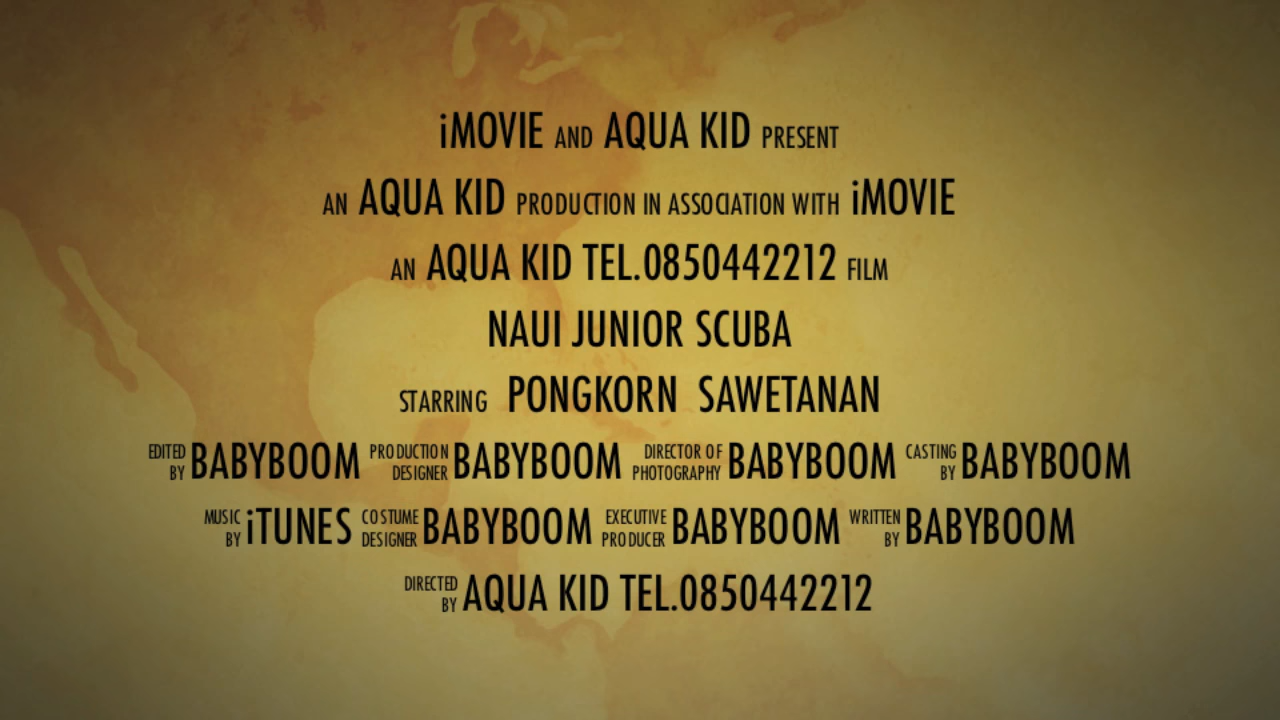 iMOVIE AND AQUA KID PRESENT
AN AQUA KID PRODUCTION IN ASSOCIATION WITH iMOVIE
AN AQUA KID TEL.0850442212 FILM
NAUI JUNIOR SCUBA
STARRING PONGKORN SAWETANAN
EDITED BY BABYBOOM PRODUCTION DESIGNER BABYBOOM DIRECTOR OF PHOTOGRAPHY BABYBOOM CASTING BY BABYBOOM
MUSIC BY iTUNES COSTUME DESIGNER BABYBOOM EXECUTIVE PRODUCER BABYBOOM WRITTEN BY BABYBOOM
DIRECTED BY AQUA KID TEL.0850442212